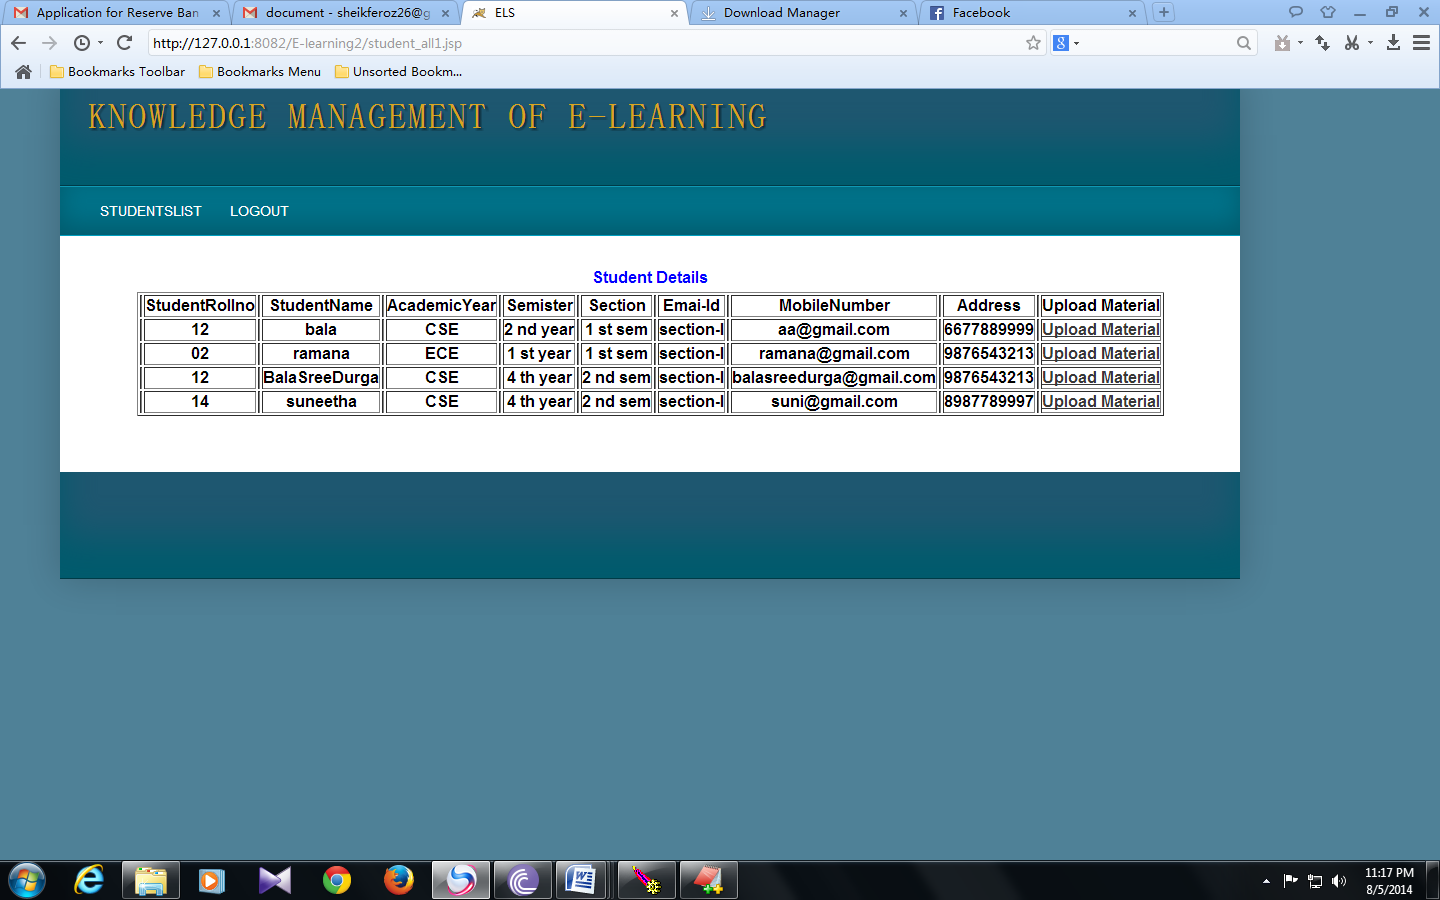 Application for Reserve Ban
document - sheikferoz26@g
ELS
Download Manager
Facebook
http://127.0.0.1:8082/E-learning2/student_all1.jsp
Bookmarks Toolbar Bookmarks Menu Unsorted Bookm...
KNOWLEDGE MANAGEMENT OF E-LEARNING
STUDENTSLIST LOGOUT
Student Details
StudentRollno StudentName AcademicYear Semister Section Emai-Id MobileNumber Address Upload Material
12 bala CSE 2 nd year 1 st sem section-I aa@gmail.com 6677889999 Upload Material
02 ramana ECE 1 st year 1 st sem section-I ramana@gmail.com 9876543213 Upload Material
12 BalaSreeDurga CSE 4 th year 2 nd sem section-I balasreedurga@gmail.com 9876543213 Upload Material
14 suneetha CSE 4 th year 2 nd sem section-I suni@gmail.com 8987789997 Upload Material
11:17 PM
8/5/2014